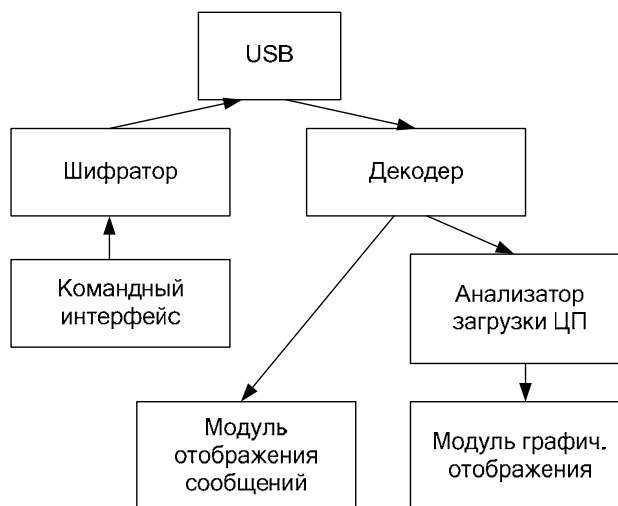 USB
Шифратор
Декодер
Командный
интерфейс
Анализатор
загрузки ЦП
Модуль
отображения
сообщений
Модуль графич.
отображения